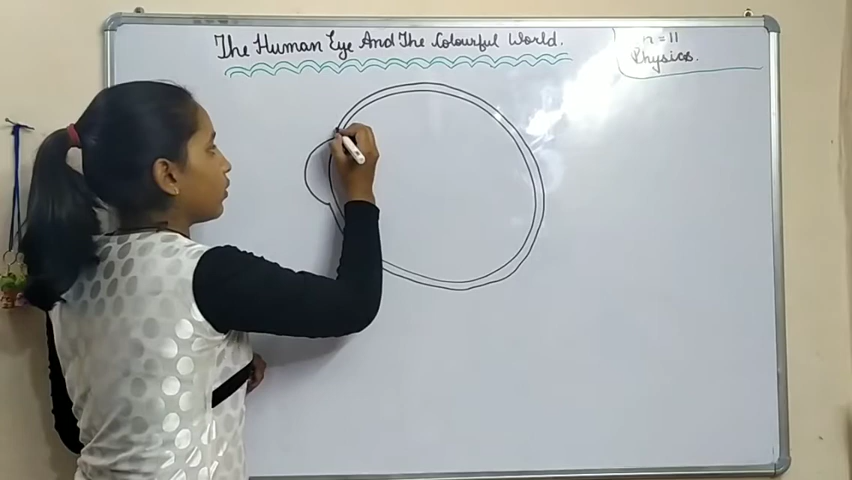 The Human Eye And The Colourful World.
n = 11
Physics.